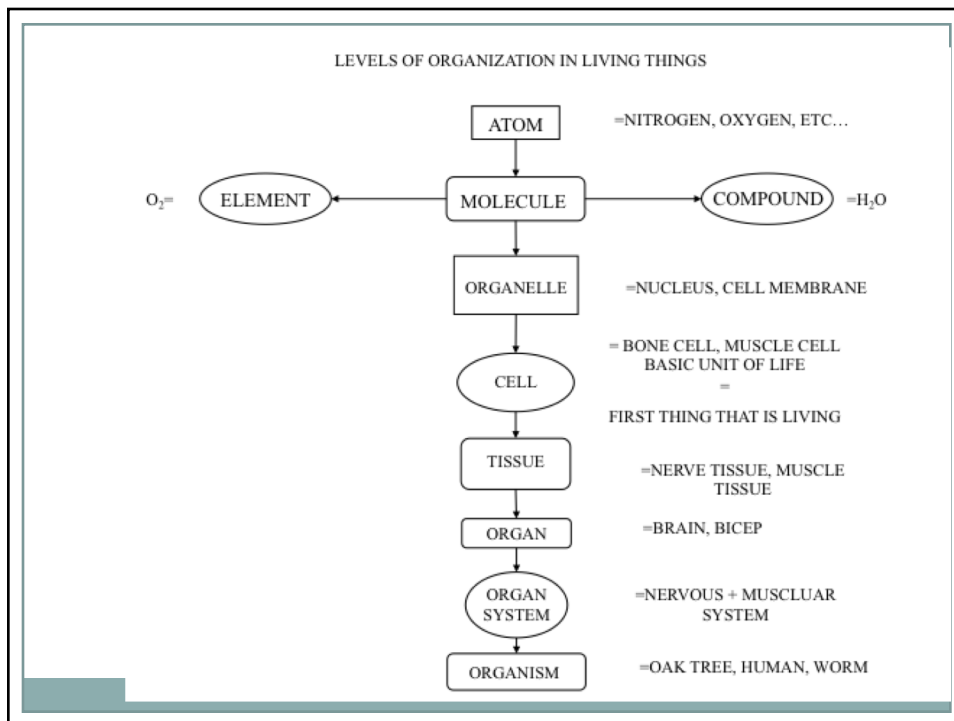 LEVELS OF ORGANIZATION IN LIVING THINGS
ATOM
=NITROGEN, OXYGEN, ETC…
O₂=
ELEMENT
MOLECULE
COMPOUND
=H₂O
ORGANELLE
=NUCLEUS, CELL MEMBRANE
CELL
= BONE CELL, MUSCLE CELL
BASIC UNIT OF LIFE
=
FIRST THING THAT IS LIVING
TISSUE
=NERVE TISSUE, MUSCLE
TISSUE
ORGAN
=BRAIN, BICEP
ORGAN
SYSTEM
=NERVOUS + MUSCLUAR
SYSTEM
ORGANISM
=OAK TREE, HUMAN, WORM